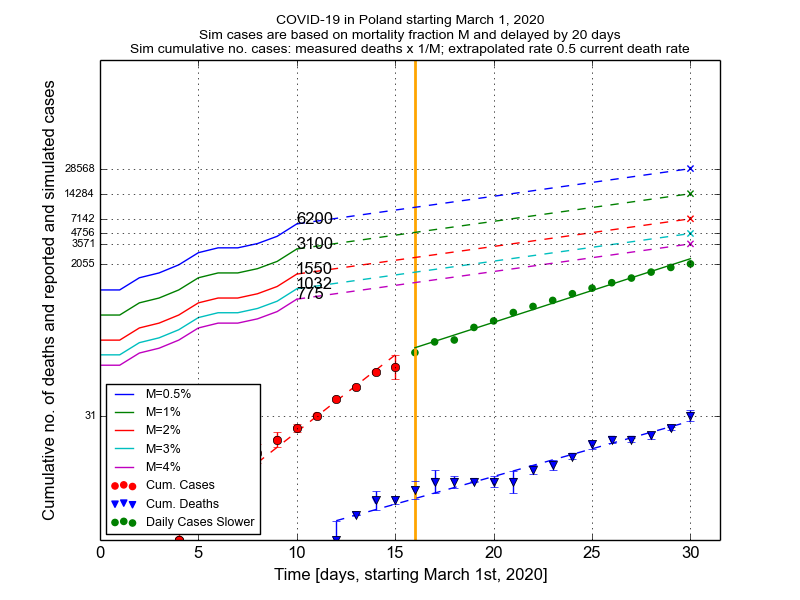 COVID-19 in Poland starting March 1, 2020
Sim cases are based on mortality fraction M and delayed by 20 days
Sim cumulative no. cases: measured deaths x 1/M; extrapolated rate 0.5 current death rate
Cumulative no. of deaths and reported and simulated cases
28568
14284
7142
4756
3571
2055
31
6200
3100
1550
1032
775
M=0.5%
M=1%
M=2%
M=3%
M=4%
Cum. Cases
Cum. Deaths
Daily Cases Slower
0 5 10 15 20 25 30
Time [days, starting March 1st, 2020]